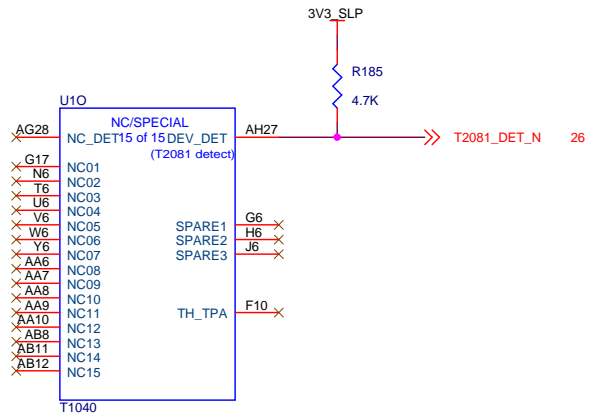 3V3_SLP
R185
4.7K
U1O
NC/SPECIAL
AG28 NC_DET 15 of 15 DEV_DET AH27 T2081_DET_N 26
(T2081 detect)
G17 NC01
N6 NC02
T6 NC03
U6 NC04
V6 NC05 SPARE1 G6
W6 NC06 SPARE2 H6
Y6 NC07 SPARE3 J6
AA6 NC08
AA7 NC09
AA8 NC10
AA9 NC11 TH_TPA F10
AA10 NC12
AB8 NC13
AB11 NC14
AB12 NC15
T1040